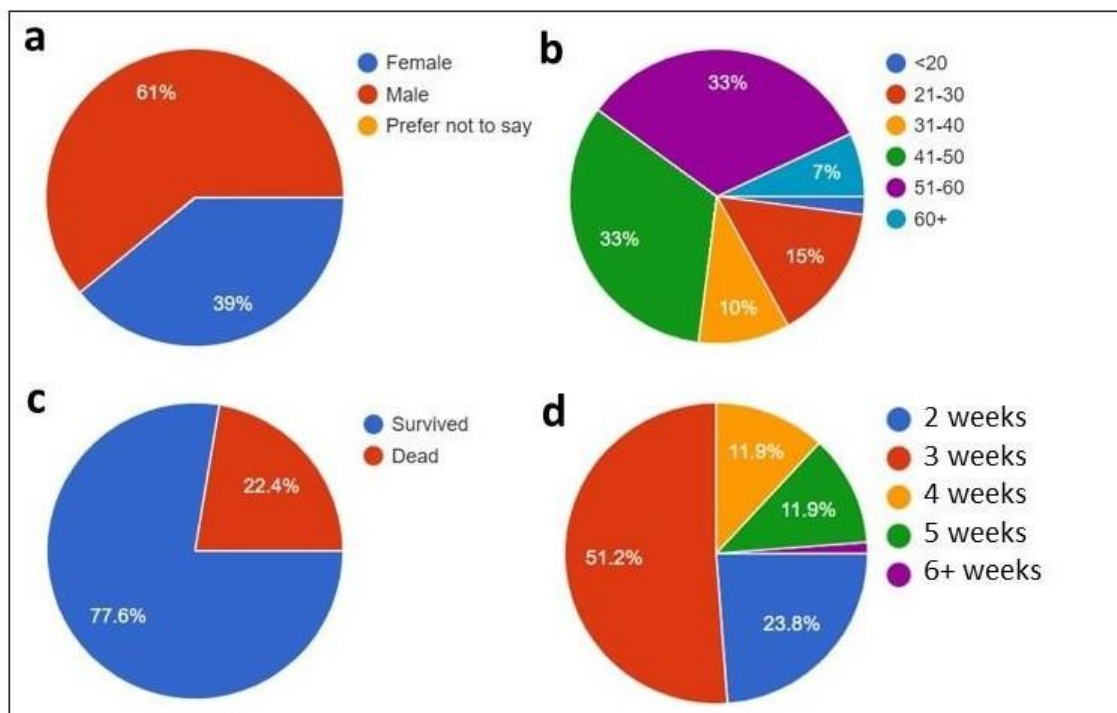 a
61%
39%
Female
Male
Prefer not to say
b
33%
7%
15%
10%
33%
<20
21-30
31-40
41-50
51-60
60+
c
22.4%
77.6%
Survived
Dead
d
11.9%
11.9%
51.2%
23.8%
2 weeks
3 weeks
4 weeks
5 weeks
6+ weeks